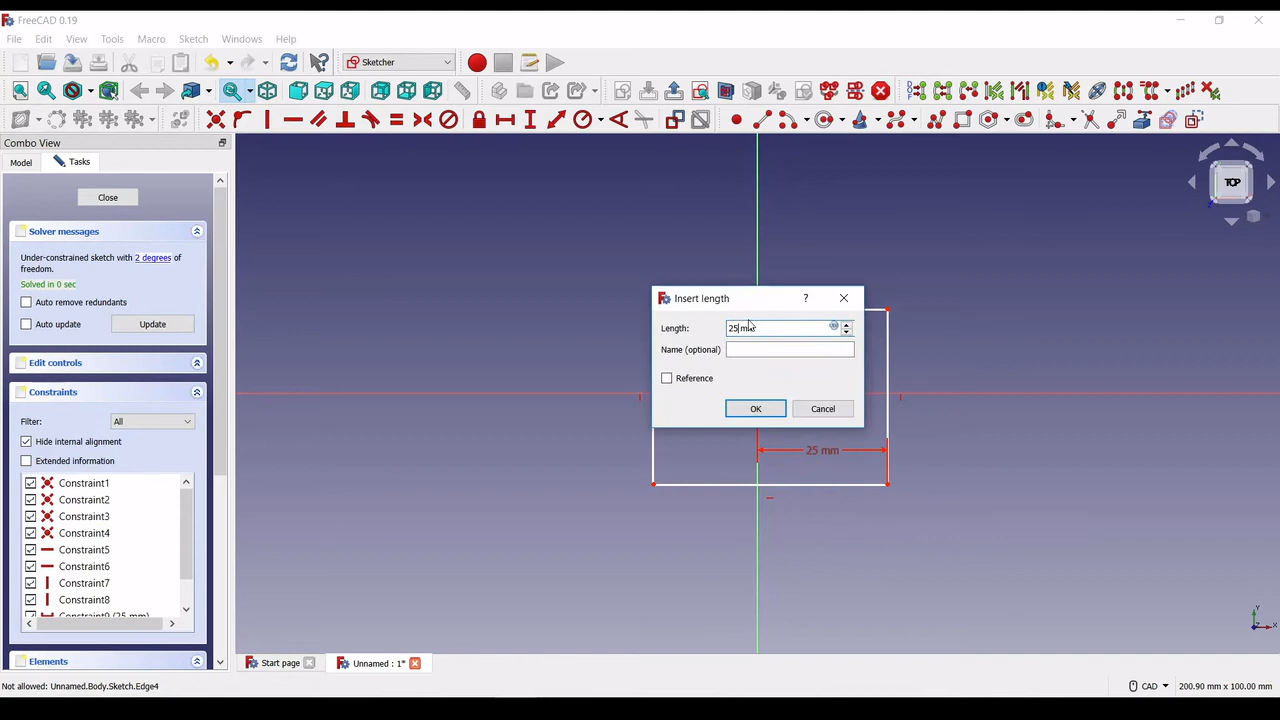 FreeCAD 0.19
File Edit View Tools Macro Sketch Windows Help
Sketcher
Combo View
Model Tasks
Close
Solver messages
Under-constrained sketch with 2 degrees of
freedom.
Solved in 0 sec
Auto remove redundants
Auto update Update
Edit controls
Constraints
Filter: All
Hide internal alignment
Extended information
Constraint1
Constraint2
Constraint3
Constraint4
Constraint5
Constraint6
Constraint7
Constraint8
Constraint9 (25 mm)
Elements
TOP
Insert length
Length: 25 mm
Name (optional)
Reference
OK Cancel
25 mm
Y
X
Start page Unnamed : 1*
Not allowed: Unnamed.Body.Sketch.Edge4
CAD 200.90 mm x 100.00 mm